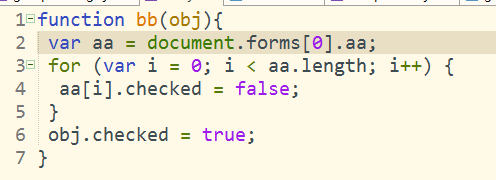 1 function bb(obj){
2 var aa = document.forms[0].aa;
3 for (var i = 0; i < aa.length; i++) {
4 aa[i].checked = false;
5 }
6 obj.checked = true;
7 }